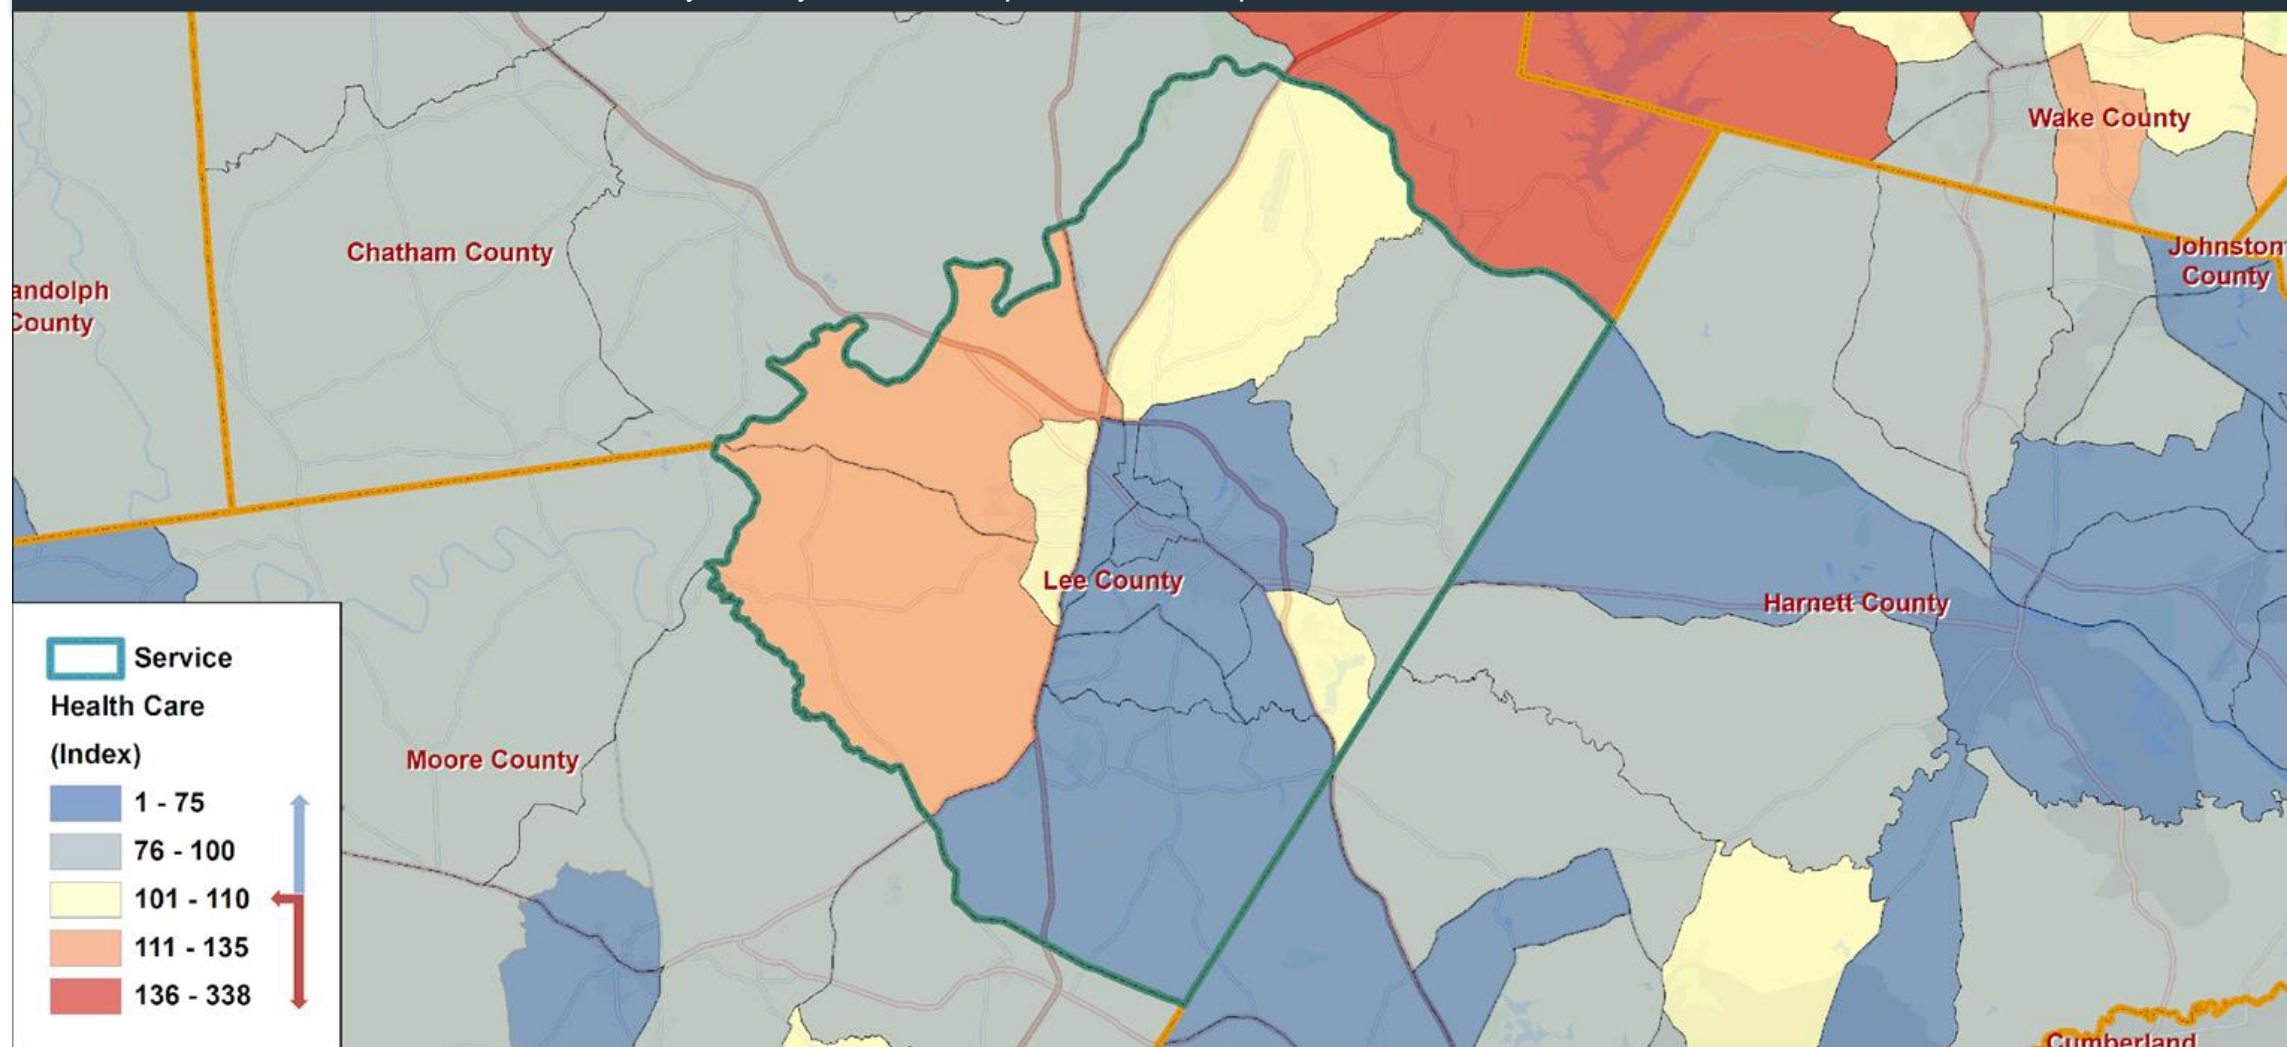 Wake County
Chatham County
Johnston
County
andolph
County
Lee County
Harnett County
Moore County
Service
Health Care
(Index)
1 - 75
76 - 100
101 - 110
111 - 135
136 - 338
Cumberland